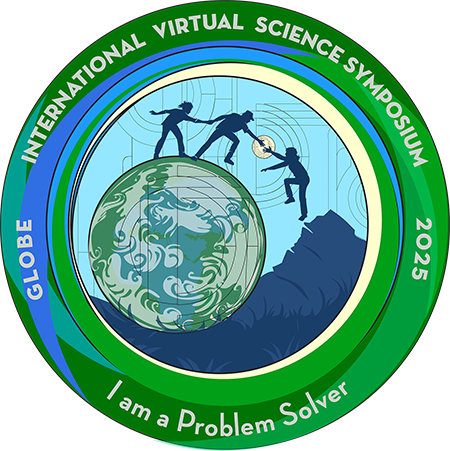 GLOBE INTERNATIONAL VIRTUAL SCIENCE SYMPOSIUM 2025
I am a Problem Solver